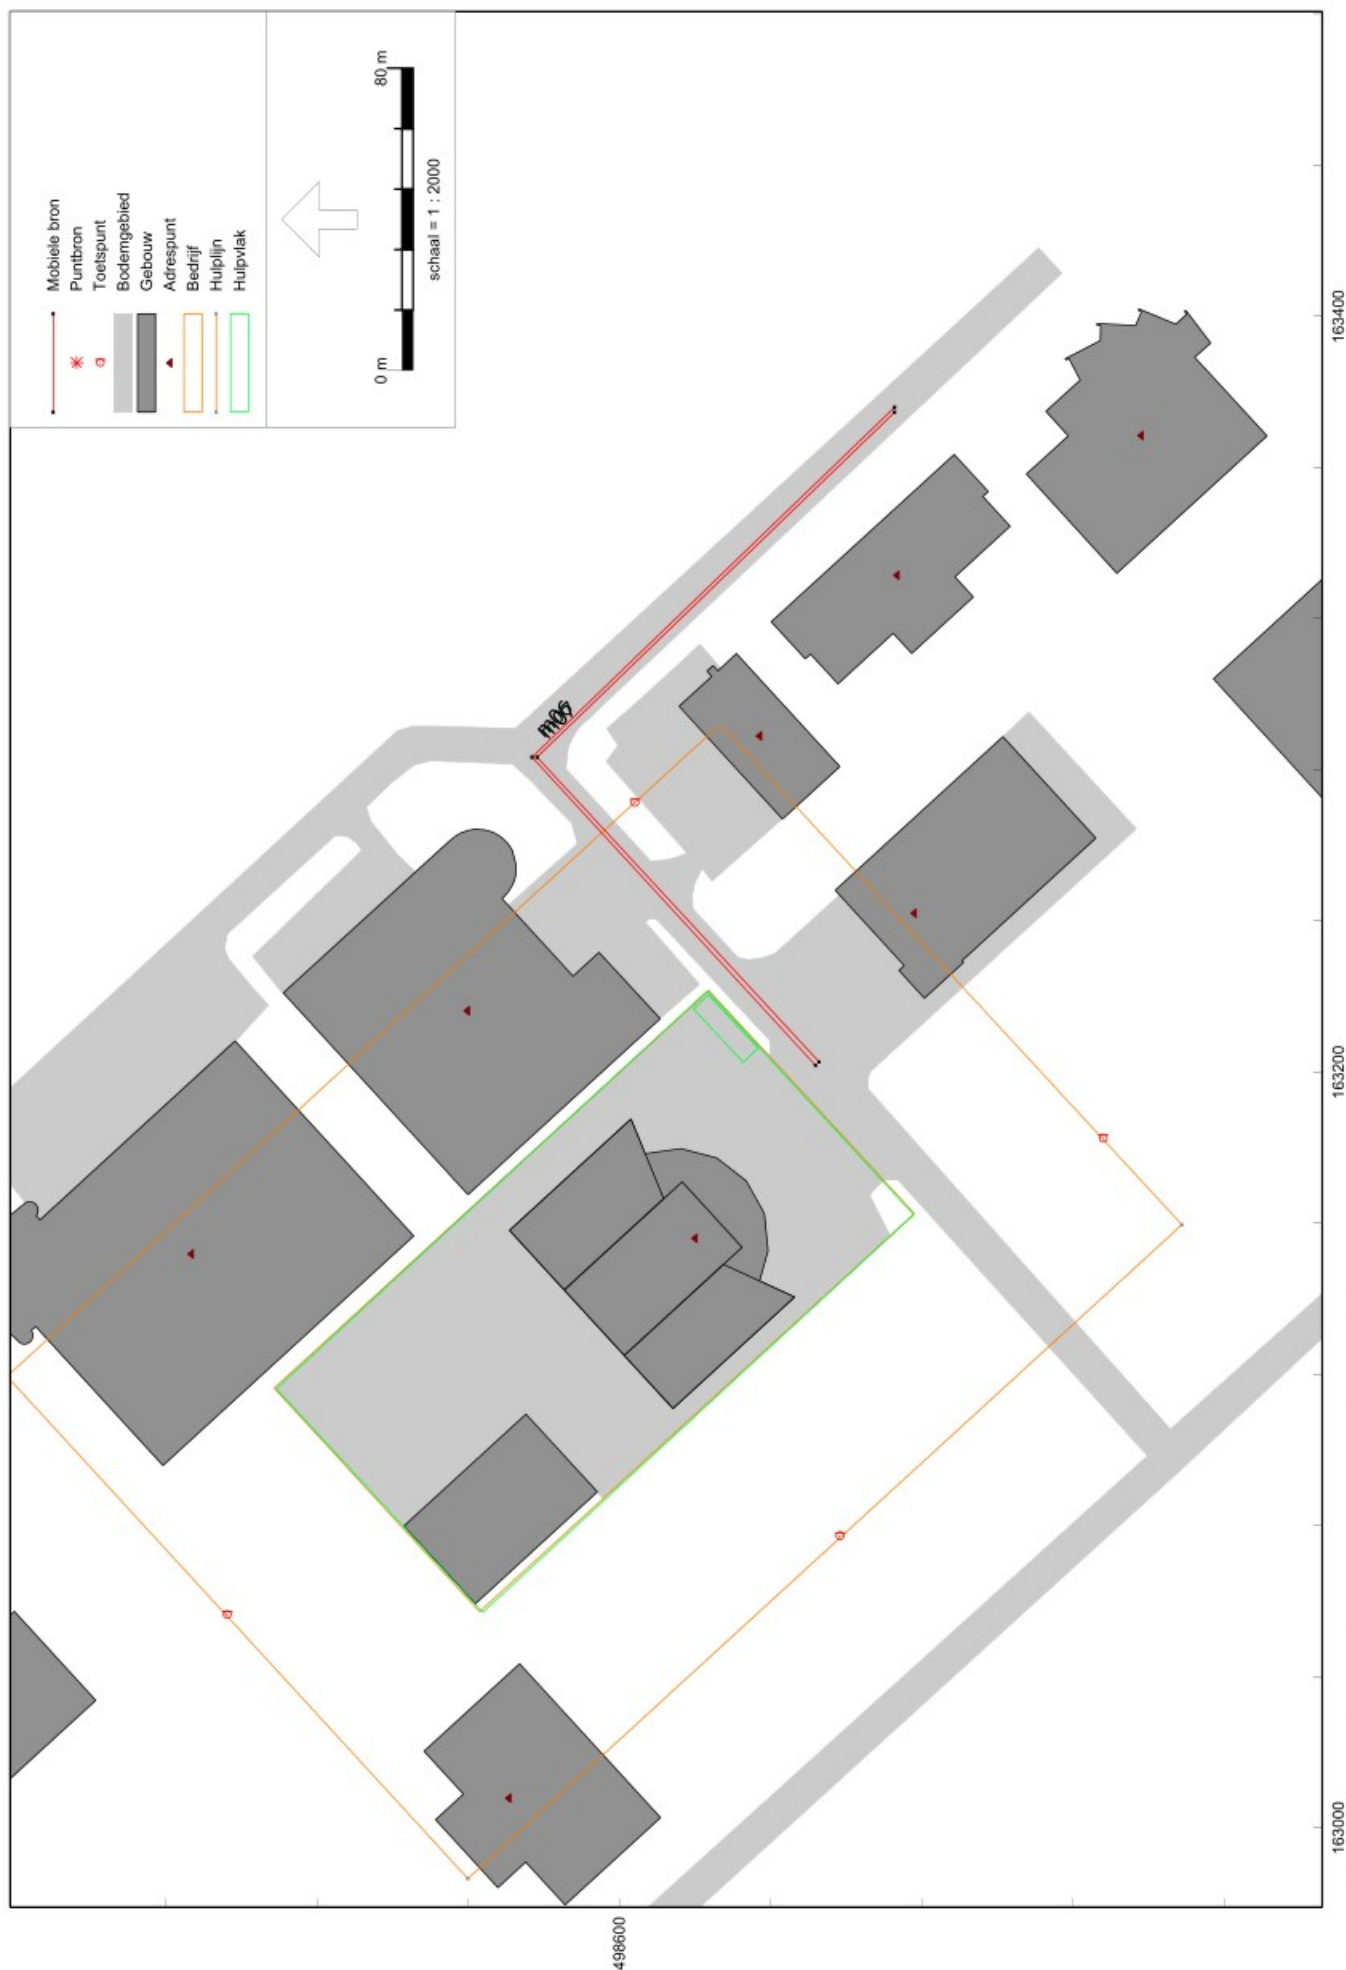 Mobiele bron
Puntbron
Toetspunt
Bodemgebied
Gebouw
Adrespunt
Bedrijf
Hulplijn
Hulpvlak
0 m
80 m
schaal = 1 : 2000
163000
163200
163400
498600